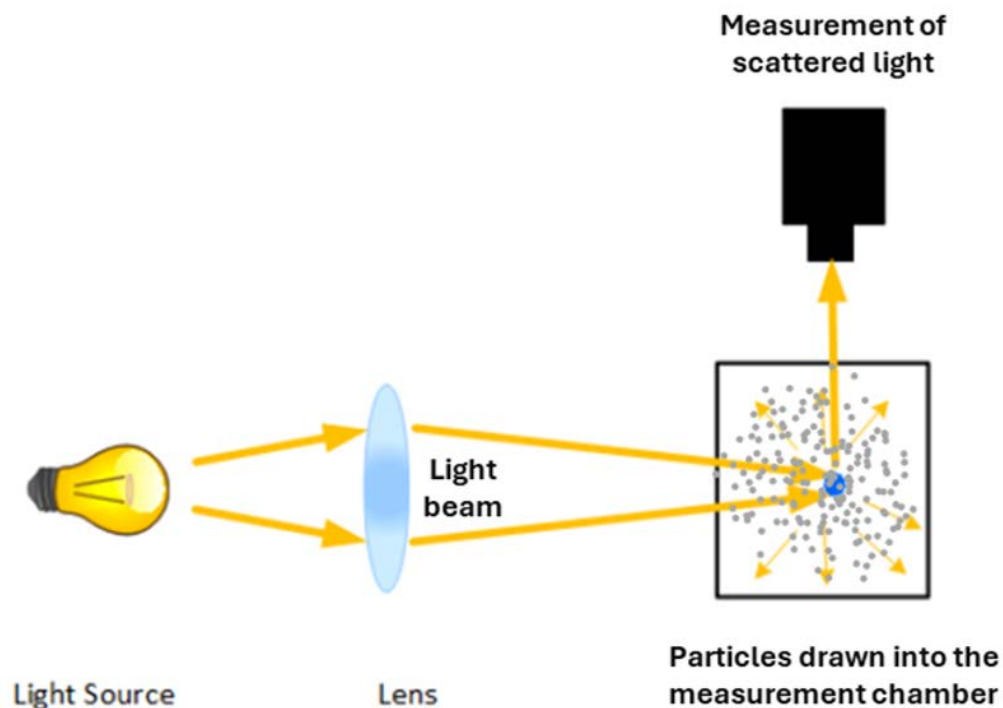 Measurement of
scattered light
Light
beam
Light Source
Lens
Particles drawn into the
measurement chamber